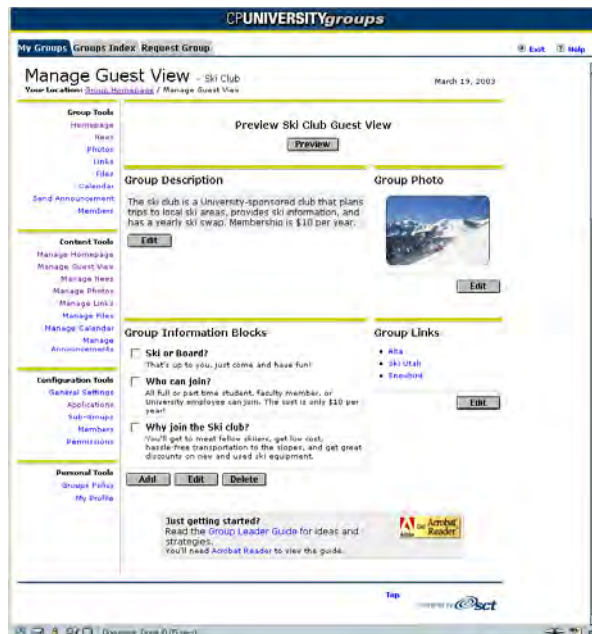 CPUNIVERSITYgroups
My Groups Groups Index Request Group
Exit Help
Manage Guest View - Ski Club
March 19, 2003
Your Location: Group Homepage / Manage Guest View
Group Tools
Homepage
News
Photos
Links
Files
Calendar
Send Announcement
Members
Content Tools
Manage Homepage
Manage Guest View
Manage News
Manage Photos
Manage Links
Manage Files
Manage Calendar
Manage
Announcements
Configuration Tools
General Settings
Applications
Sub-Groups
Members
Permissions
Personal Tools
Groups Policy
My Profile
Preview Ski Club Guest
View
Preview
Group Description
The ski club is a University-sponsored club that plans
trips to local ski areas, provides ski information, and
has a yearly ski swap. Membership is $10 per year.
Edit
Group Photo
Edit
Group Information Blocks
Ski or Board?
That's up to you, just come and have fun!
Who can join?
All full or part time student, faculty member, or
University employee can join. The cost is only $10 per
year!
Why join the Ski club?
You'll get to meet fellow skiiers, get low cost,
hassle-free transportation to the slopes, and get great
discounts on new and used ski equipment.
Add Edit Delete
Group Links
Alta
Ski Utah
Snowbird
Edit
Just getting started?
Read the Group Leader Guide for ideas and
strategies.
You'll need Acrobat Reader to view the guide.
Get Acrobat
Reader
Adobe
Top
sct